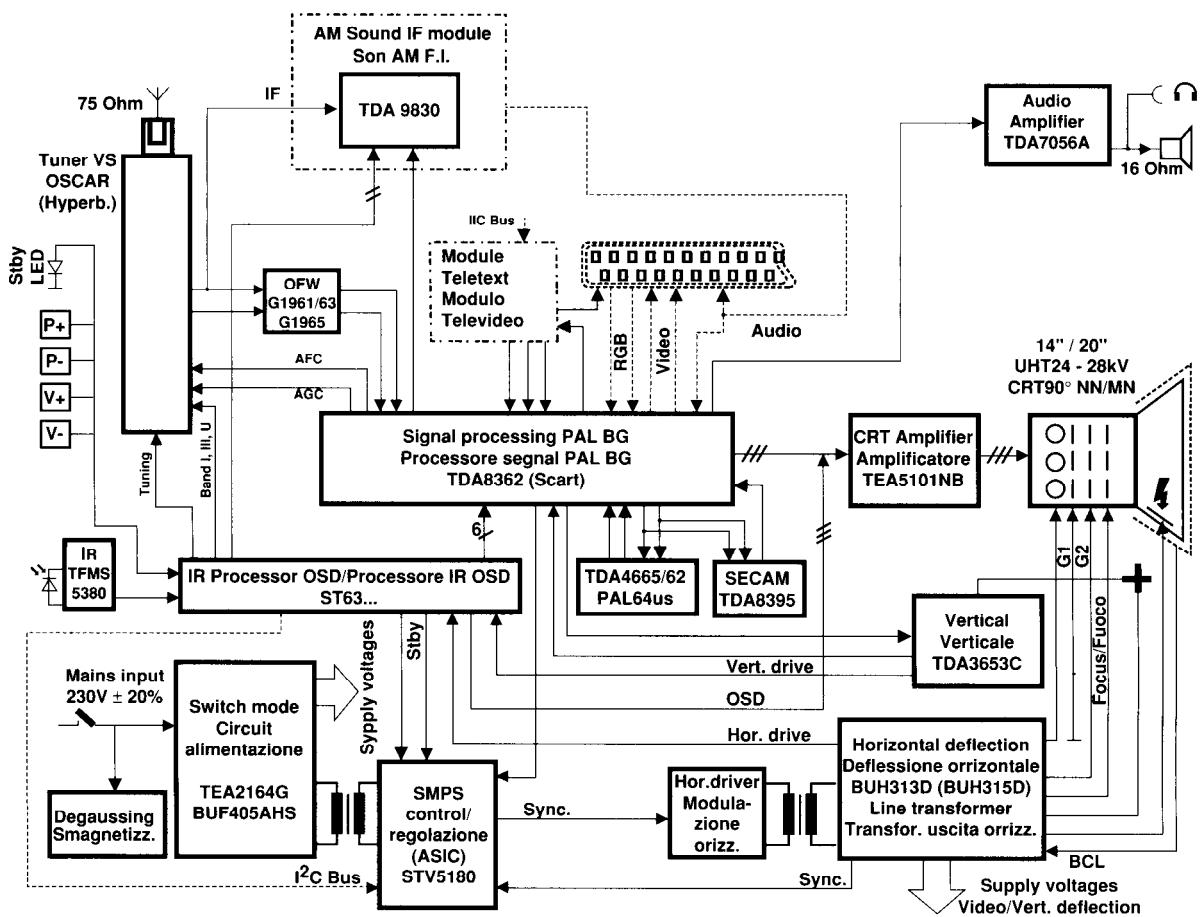 AM Sound IF module
Son AM F.I.
TDA 9830
IF
75 Ohm
Tuner VS
OSCAR
(Hyperb.)
Stby
LED
P+
P-
V+
V-
OFW
G1961/63
G1965
AFC
AGC
Tuning
Band I, III, U
IIC Bus
Module
Teletext
Modulo
Televideo
RGB
Video
Audio
Audio
Amplifier
TDA7056A
16 Ohm
14" / 20"
UHT24 - 28kV
CRT90° NN/MN
Signal processing PAL BG
Processore segnal PAL BG
TDA8362 (Scart)
CRT Amplifier
Amplificatore
TEA5101NB
G1
G2
Focus/Fuoco
6
IR
TFMS
5380
IR Processor OSD/Processore IR OSD
ST63...
TDA4665/62
PAL64us
SECAM
TDA8395
Vertical
Verticale
TDA3653C
Vert. drive
OSD
Hor. drive
Supply voltages
Stby
Mains input
230V ± 20%
Switch mode
Circuit
alimentazione
TEA2164G
BUF405AHS
Degaussing
Smagnetizz.
SMPS
control/
regolazione
(ASIC)
STV5180
I²C Bus
Sync.
Hor.driver
Modula-
zione
orizz.
Sync.
Horizontal deflection
Deflessione orrizontale
BUH313D (BUH315D)
Line transformer
Transfor. uscita orrizz.
BCL
Supply voltages
Video/Vert. deflection